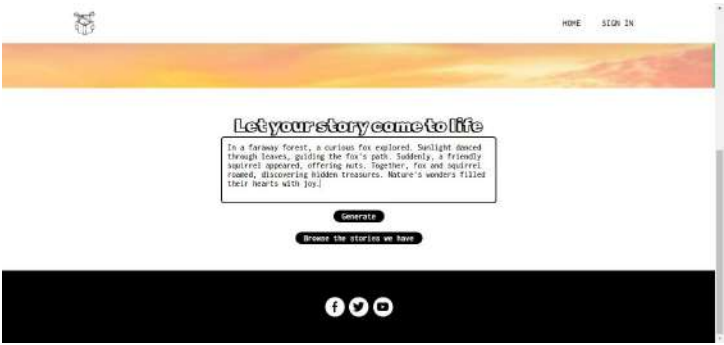 HOME SIGN IN
Let your story come to life
In a faraway forest, a curious fox explored. Sunlight danced
through leaves, guiding the fox's path. Suddenly, a friendly
squirrel appeared, offering nuts. Together, fox and squirrel
roamed, discovering hidden treasures. Nature's wonders filled
their hearts with joy.
Generate
Browse the stories we have